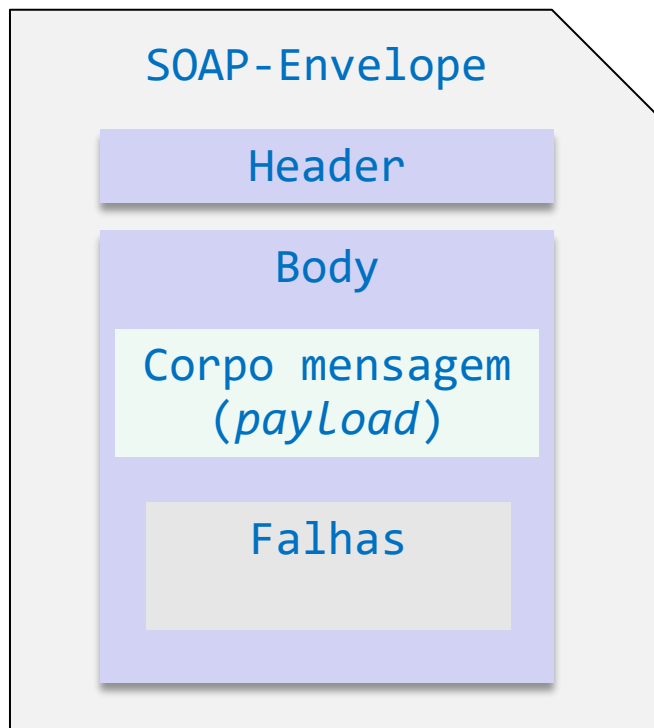 SOAP-Envelope
Header
Body
Corpo mensagem
(payload)
Falhas